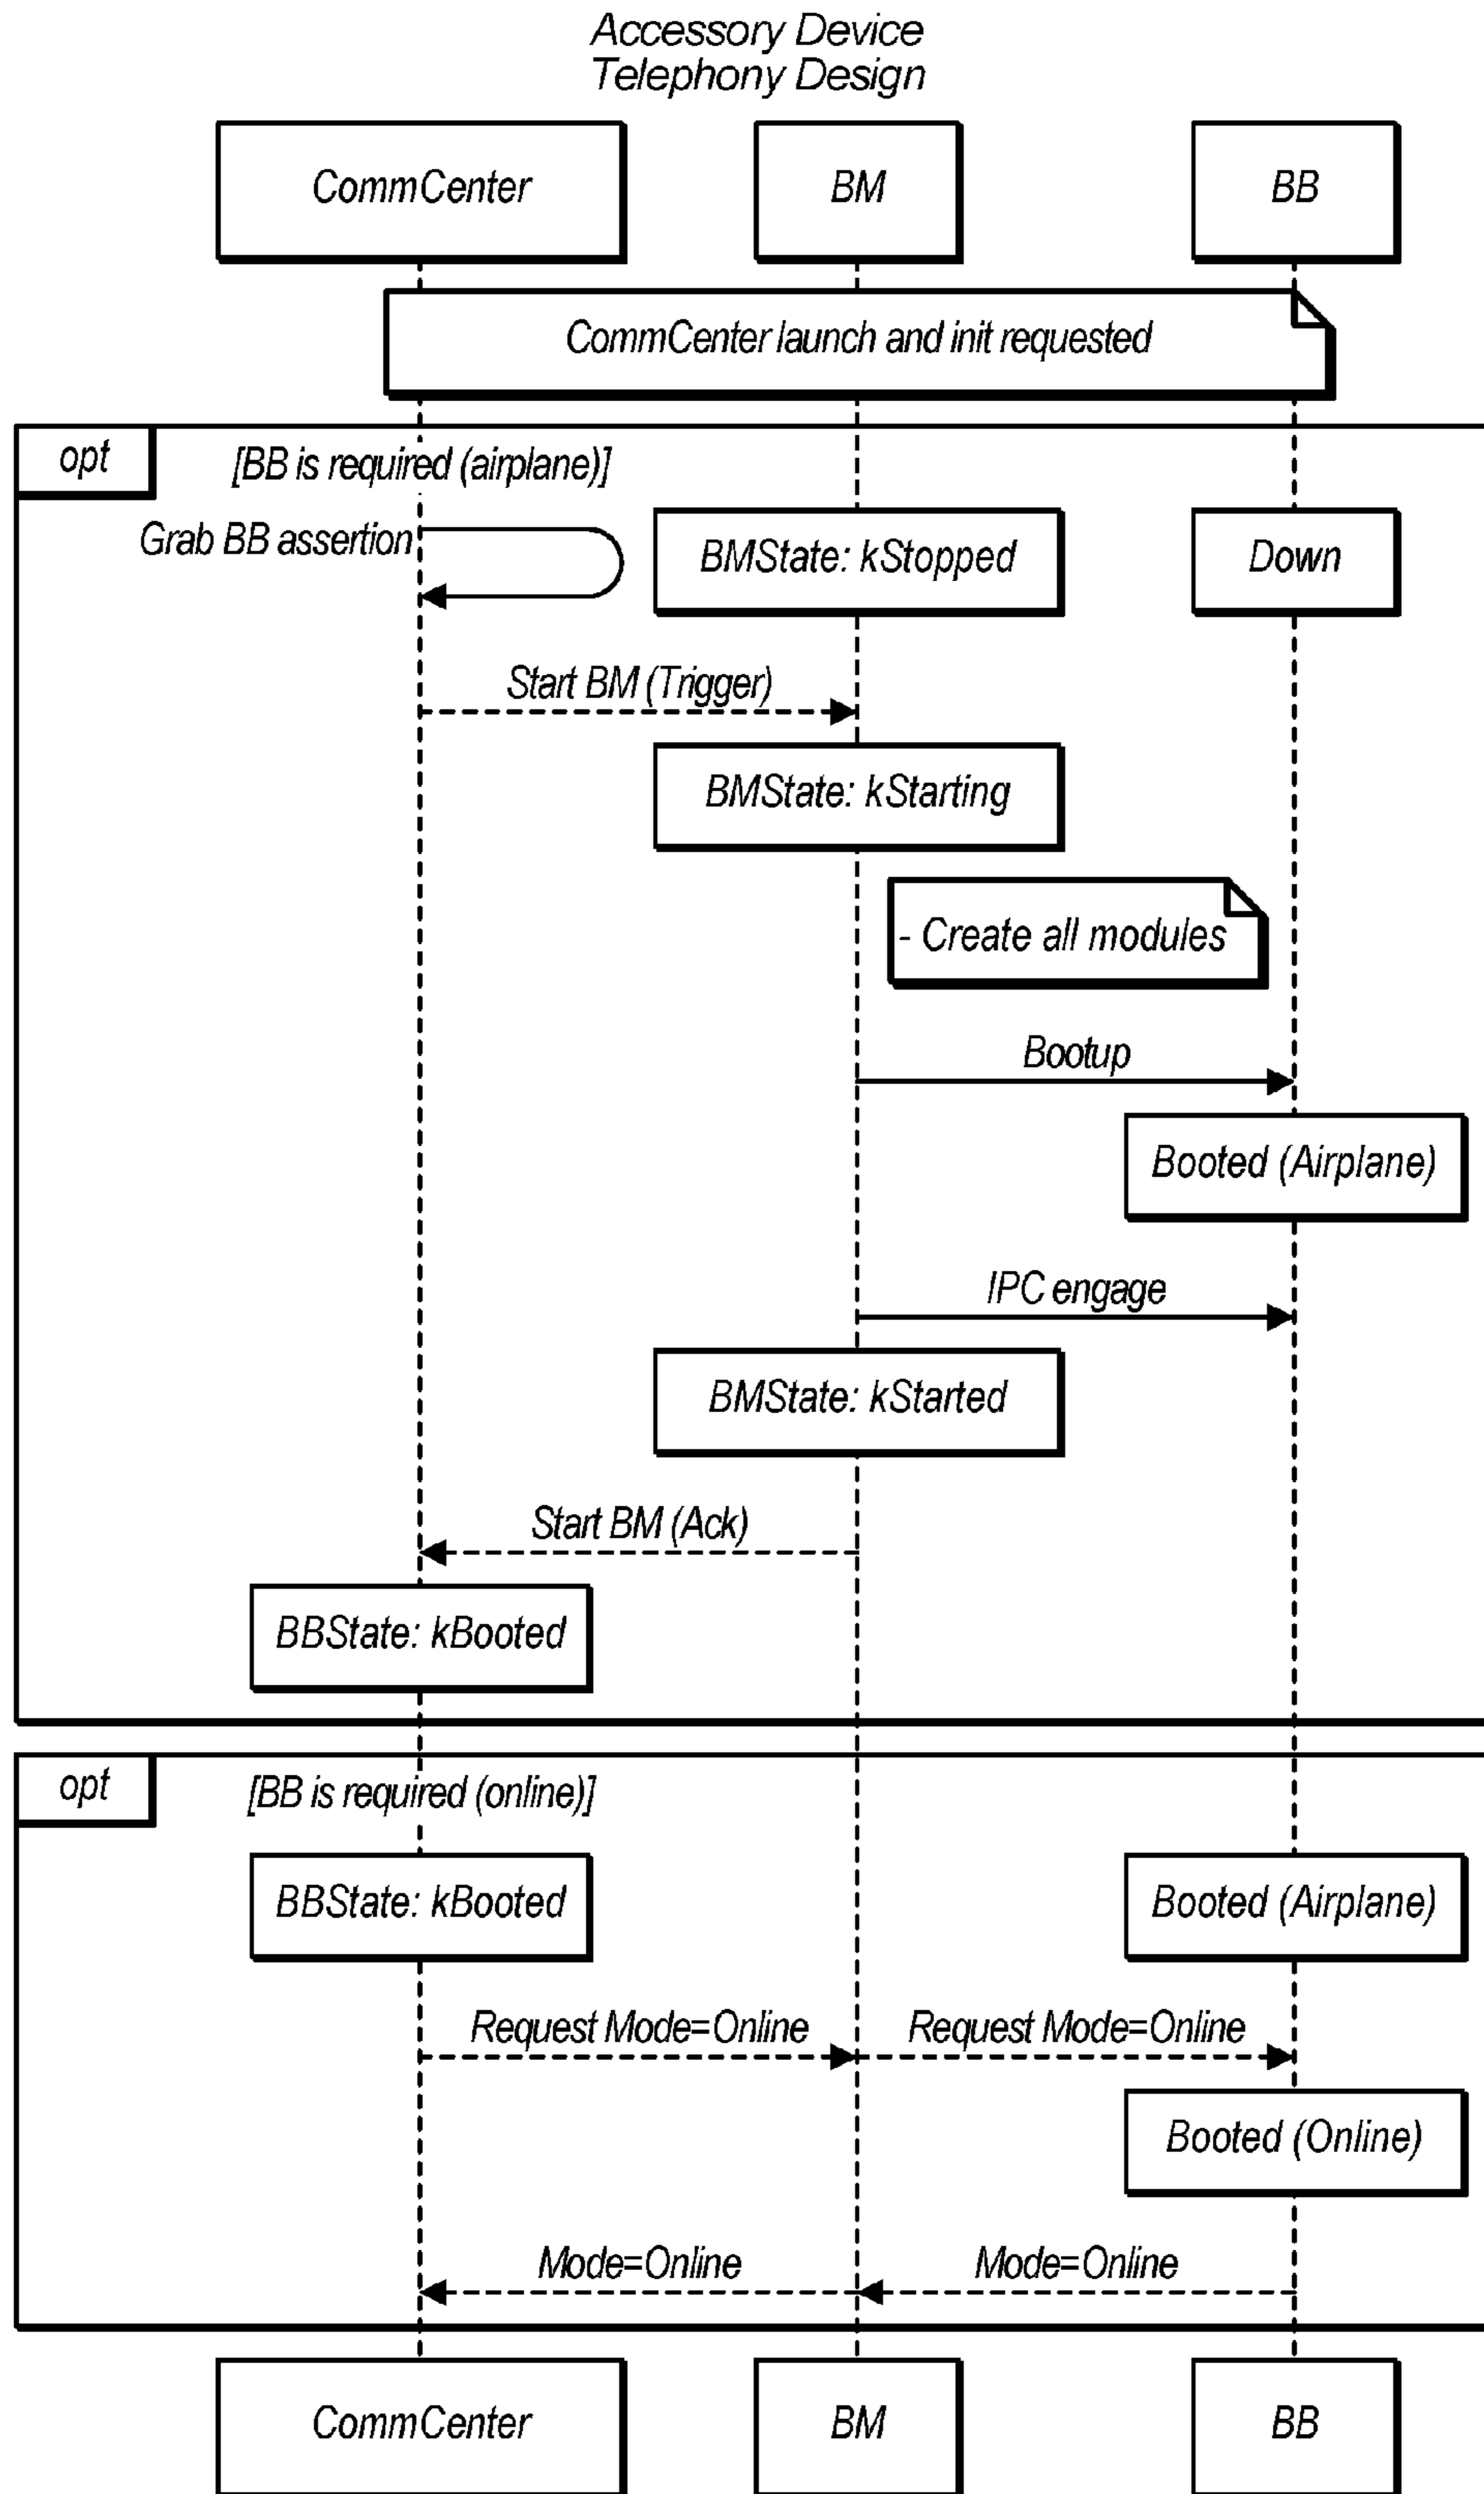 Accessory Device
Telephony Design
CommCenter
BM
BB
CommCenter launch and init requested
opt
[BB is required (airplane)]
Grab BB assertion
BMState: kStopped
Down
Start BM (Trigger)
BMState: kStarting
- Create all modules
Bootup
Booted (Airplane)
IPC engage
BMState: kStarted
Start BM (Ack)
BBState: kBooted
opt
[BB is required (online)]
BBState: kBooted
Booted (Airplane)
Request Mode=Online
Request Mode=Online
Booted (Online)
Mode=Online
Mode=Online
CommCenter
BM
BB